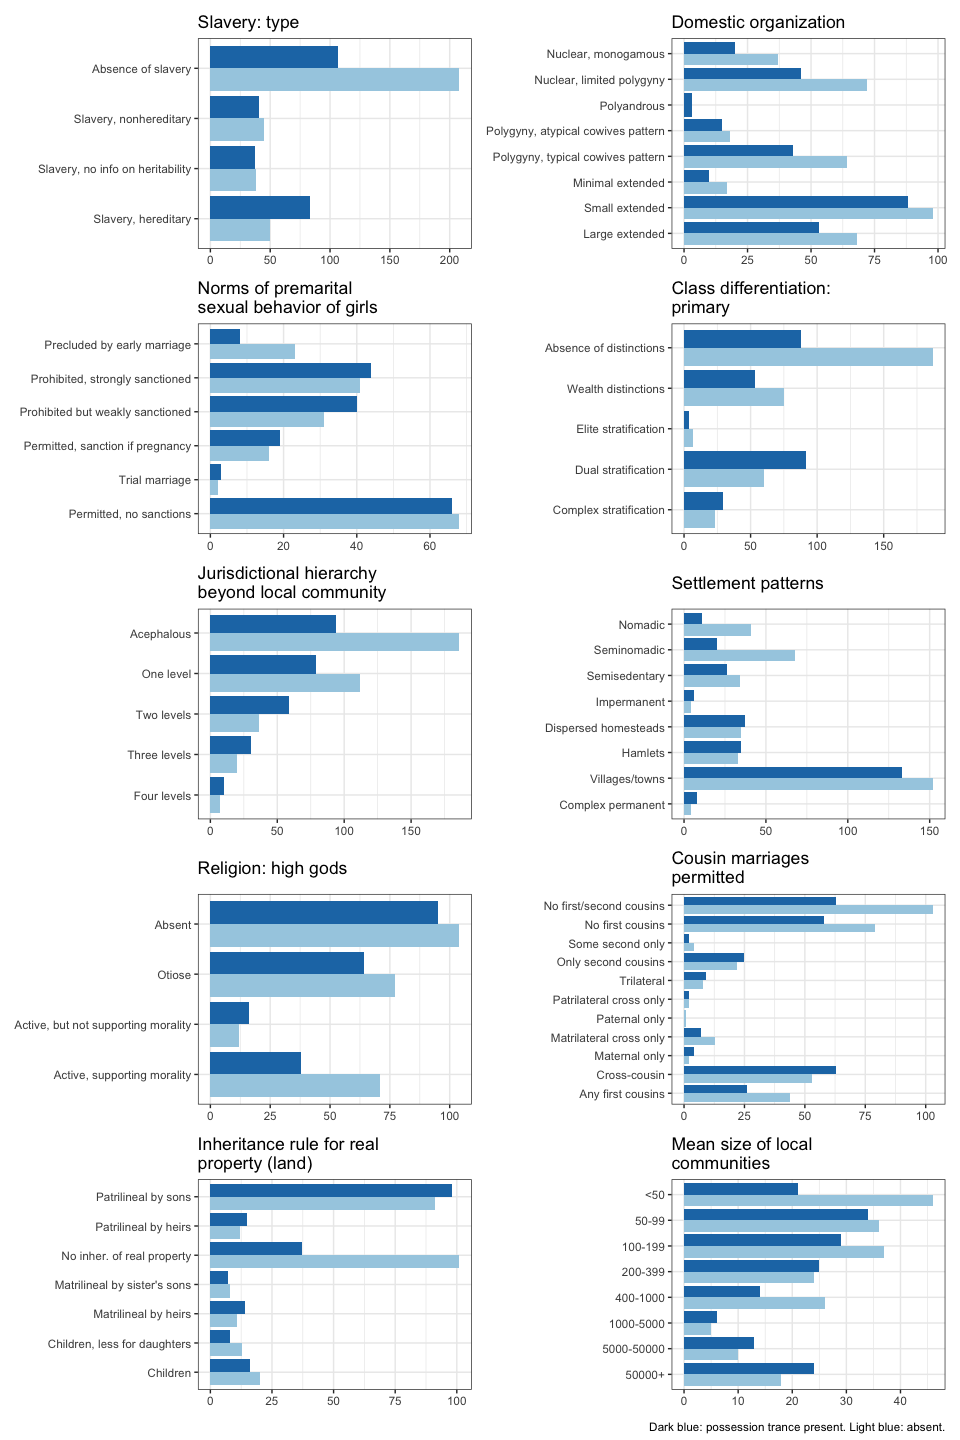 Slavery: type
Absence of slavery
Slavery, nonhereditary
Slavery, no info on heritability
Slavery, hereditary
0 50 100 150 200
Domestic organization
Nuclear, monogamous
Nuclear, limited polygyny
Polyandrous
Polygyny, atypical cowives pattern
Polygyny, typical cowives pattern
Minimal extended
Small extended
Large extended
0 25 50 75 100
Norms of premarital
sexual behavior of girls
Precluded by early marriage
Prohibited, strongly sanctioned
Prohibited but weakly sanctioned
Permitted, sanction if pregnancy
Trial marriage
Permitted, no sanctions
0 20 40 60
Class differentiation:
primary
Absence of distinctions
Wealth distinctions
Elite stratification
Dual stratification
Complex stratification
0 50 100 150
Jurisdictional hierarchy
beyond local community
Acephalous
One level
Two levels
Three levels
Four levels
0 50 100 150
Settlement patterns
Nomadic
Seminomadic
Semisedentary
Impermanent
Dispersed homesteads
Hamlets
Villages/towns
Complex permanent
0 50 100 150
Religion: high gods
Absent
Otiose
Active, but not supporting morality
Active, supporting morality
0 25 50 75 100
Cousin marriages
permitted
No first/second cousins
No first cousins
Some second only
Only second cousins
Trilateral
Patrilateral cross only
Paternal only
Matrilateral cross only
Maternal only
Cross-cousin
Any first cousins
0 25 50 75 100
Inheritance rule for real
property (land)
Patrilineal by sons
Patrilineal by heirs
No inher. of real property
Matrilineal by sister's sons
Matrilineal by heirs
Children, less for daughters
Children
0 25 50 75 100
Mean size of local
communities
<50
50-99
100-199
200-399
400-1000
1000-5000
5000-50000
50000+
0 10 20 30 40
Dark blue: possession trance present. Light blue: absent.